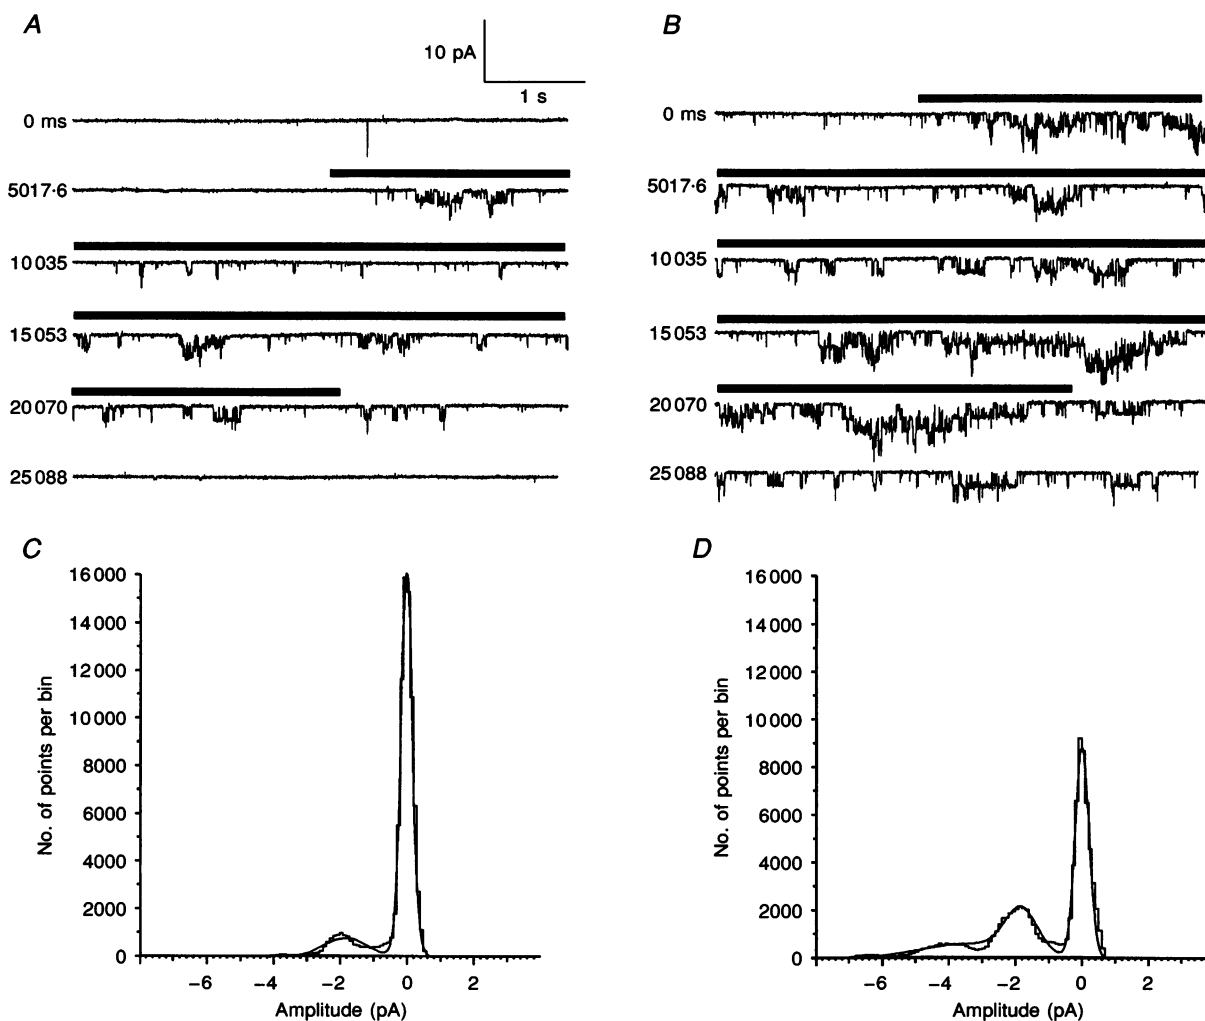 A
10 pA
1 s
0 ms
5017·6
10 035
15 053
20 070
25 088
B
0 ms
5017·6
10 035
15 053
20 070
25 088
C
16 000
14 000
12 000
10 000
8000
6000
4000
2000
0
No. of points per bin
−6 −4 −2 0 2
Amplitude (pA)
D
16 000
14 000
12 000
10 000
8000
6000
4000
2000
0
No. of points per bin
−6 −4 −2 0 2
Amplitude (pA)